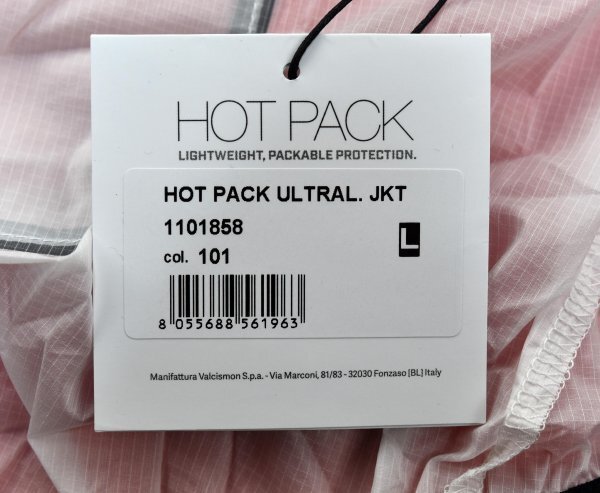 HOT PACK
LIGHTWEIGHT, PACKABLE PROTECTION.
HOT PACK ULTRAL. JKT
1101858
L
col. 101
8 055688 561963
Manifattura Valcismon S.p.a. - Via Marconi, 81/83 - 32030 Fonzaso [BL] Italy